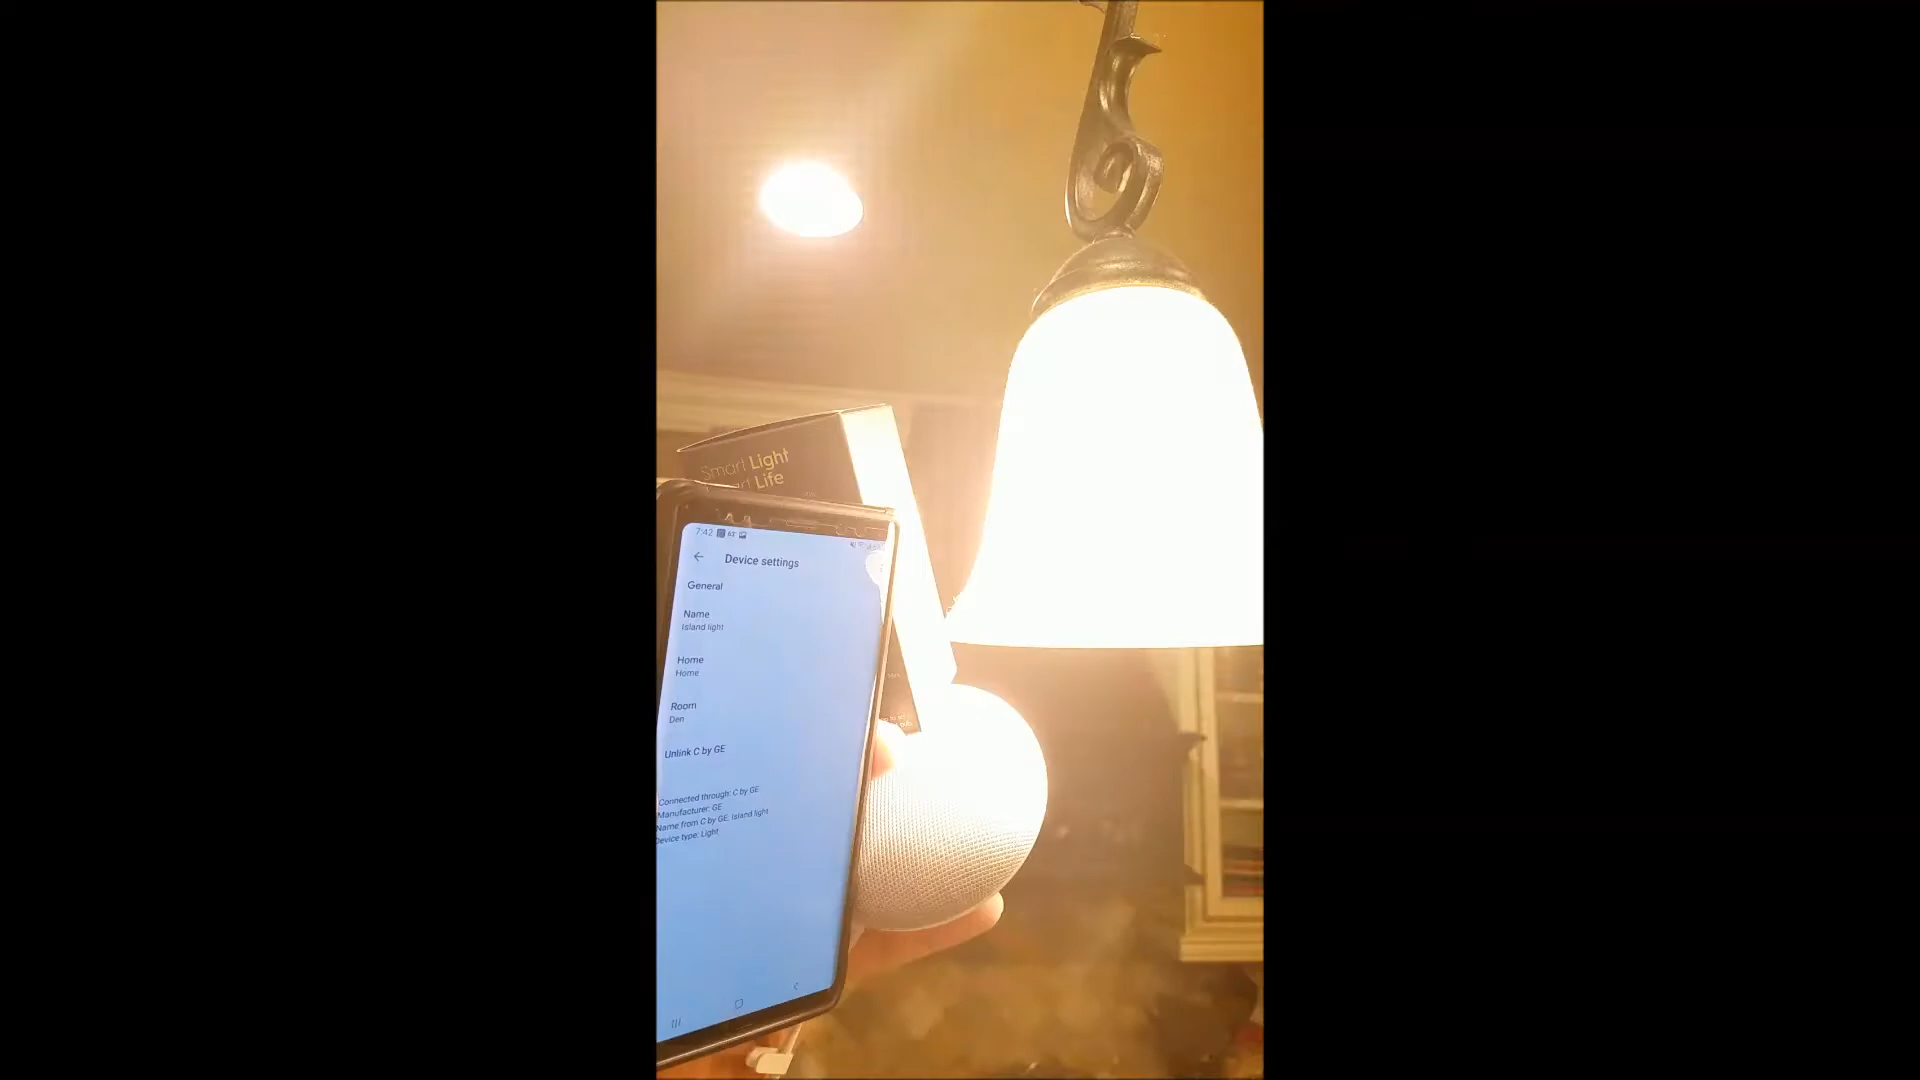 Smart Light
Life
7:42
Device settings
General
Name
Island light
Home
Home
Room
Den
Unlink C by GE
Connected through: C by GE
Manufacturer: GE
Name from C by GE: Island light
Device type: Light